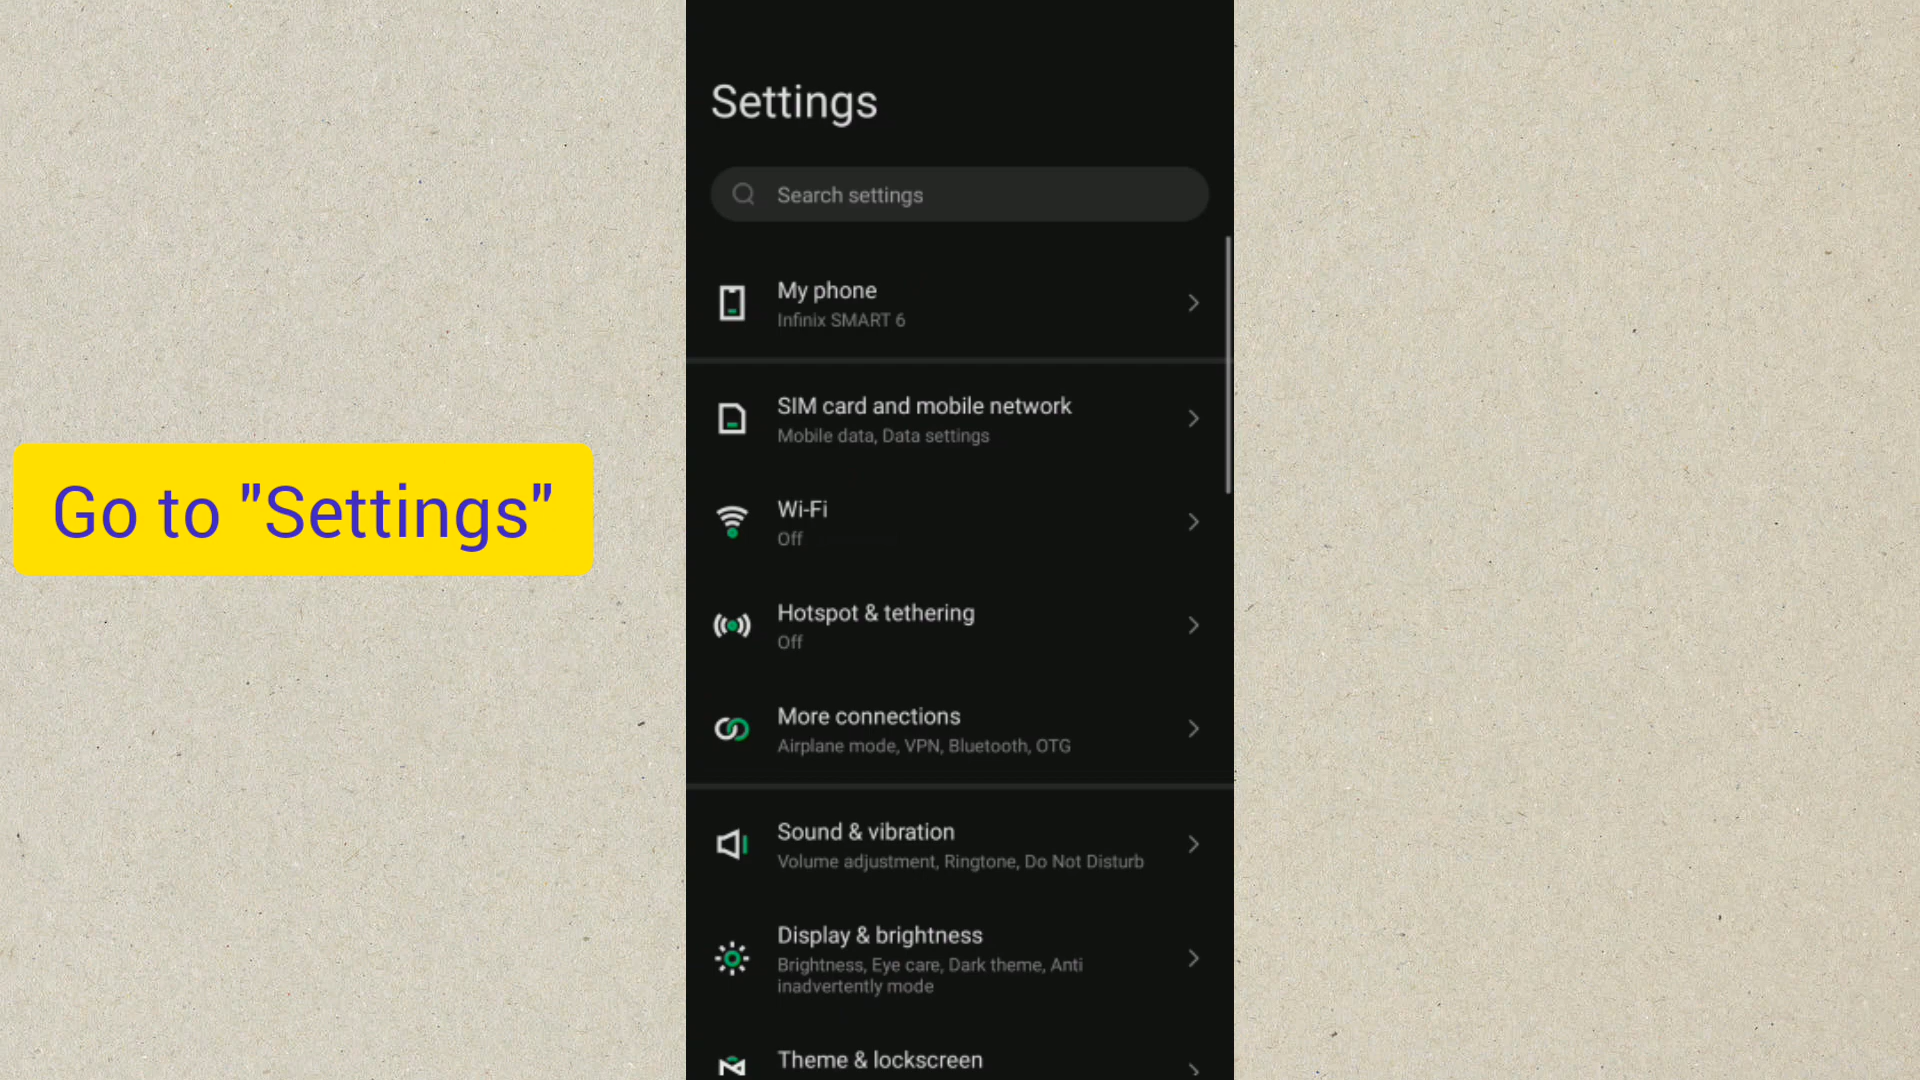 Settings
Search settings
My phone
Infinix SMART 6
SIM card and mobile network
Mobile data, Data settings
Go to "Settings"
Wi-Fi
Off
Hotspot & tethering
Off
More connections
Airplane mode, VPN, Bluetooth, OTG
Sound & vibration
Volume adjustment, Ringtone, Do Not Disturb
Display & brightness
Brightness, Eye care, Dark theme, Anti
inadvertently mode
Theme & lockscreen